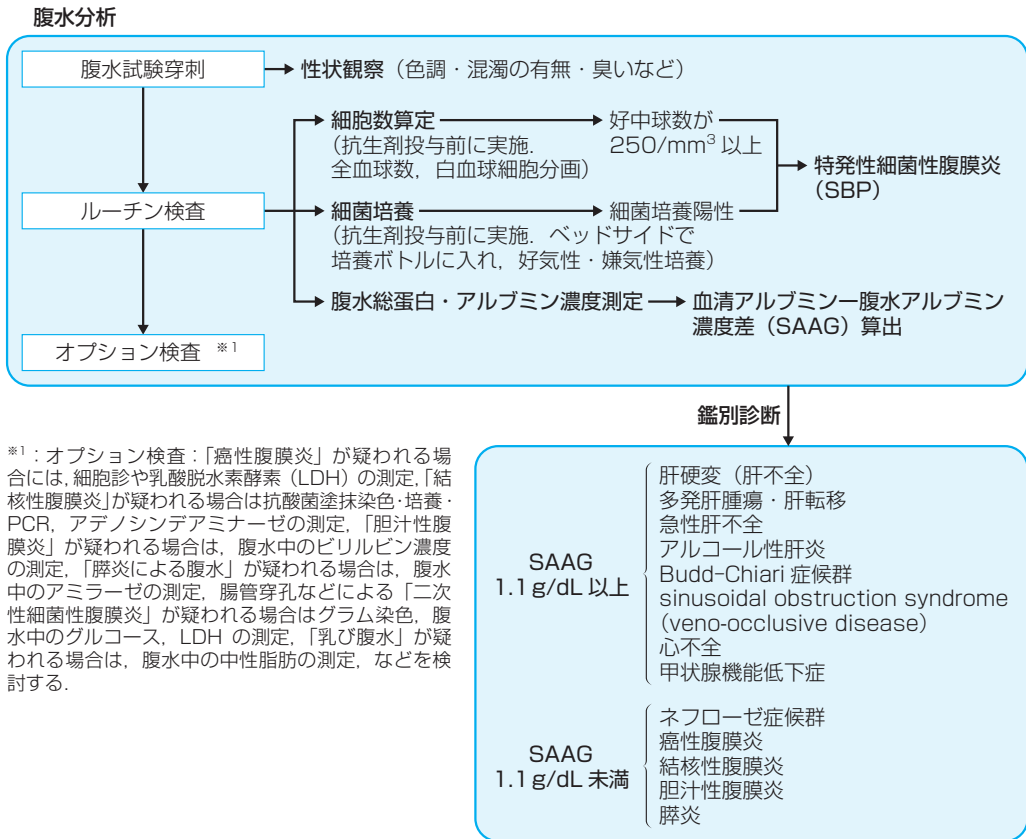 腹水分析
腹水試験穿刺
性状観察（色調・混濁の有無・臭いなど）
細胞数算定
（抗生剤投与前に実施．
全血球数，白血球細胞分画）
好中球数が
250/mm³ 以上
特発性細菌性腹膜炎
（SBP）
ルーチン検査
細菌培養
（抗生剤投与前に実施．ベッドサイドで
培養ボトルに入れ，好気性・嫌気性培養）
細菌培養陽性
腹水総蛋白・アルブミン濃度測定
血清アルブミン―腹水アルブミン
濃度差（SAAG）算出
オプション検査 ※1
鑑別診断
※1：オプション検査：「癌性腹膜炎」が疑われる場
合には，細胞診や乳酸脱水素酵素（LDH）の測定，「結
核性腹膜炎」が疑われる場合は抗酸菌塗抹染色・培養・
PCR，アデノシンデアミナーゼの測定，「胆汁性腹
膜炎」が疑われる場合は，腹水中のビリルビン濃度
の測定，「膵炎による腹水」が疑われる場合は，腹水
中のアミラーゼの測定，腸管穿孔などによる「二次
性細菌性腹膜炎」が疑われる場合はグラム染色，腹
水中のグルコース，LDH の測定，「乳び腹水」が疑
われる場合は，腹水中の中性脂肪の測定，などを検
討する．
SAAG
1.1 g/dL 以上
肝硬変（肝不全）
多発肝腫瘍・肝転移
急性肝不全
アルコール性肝炎
Budd-Chiari 症候群
sinusoidal obstruction syndrome
(veno-occlusive disease)
心不全
甲状腺機能低下症
SAAG
1.1 g/dL 未満
ネフローゼ症候群
癌性腹膜炎
結核性腹膜炎
胆汁性腹膜炎
膵炎